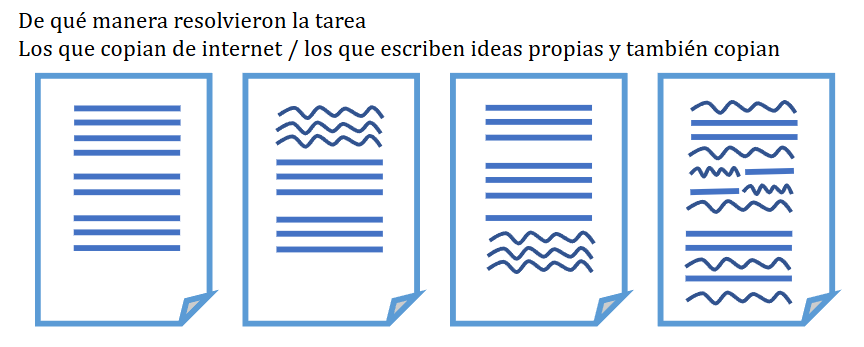 De qué manera resolvieron la tarea
Los que copian de internet / los que escriben ideas propias y también copian